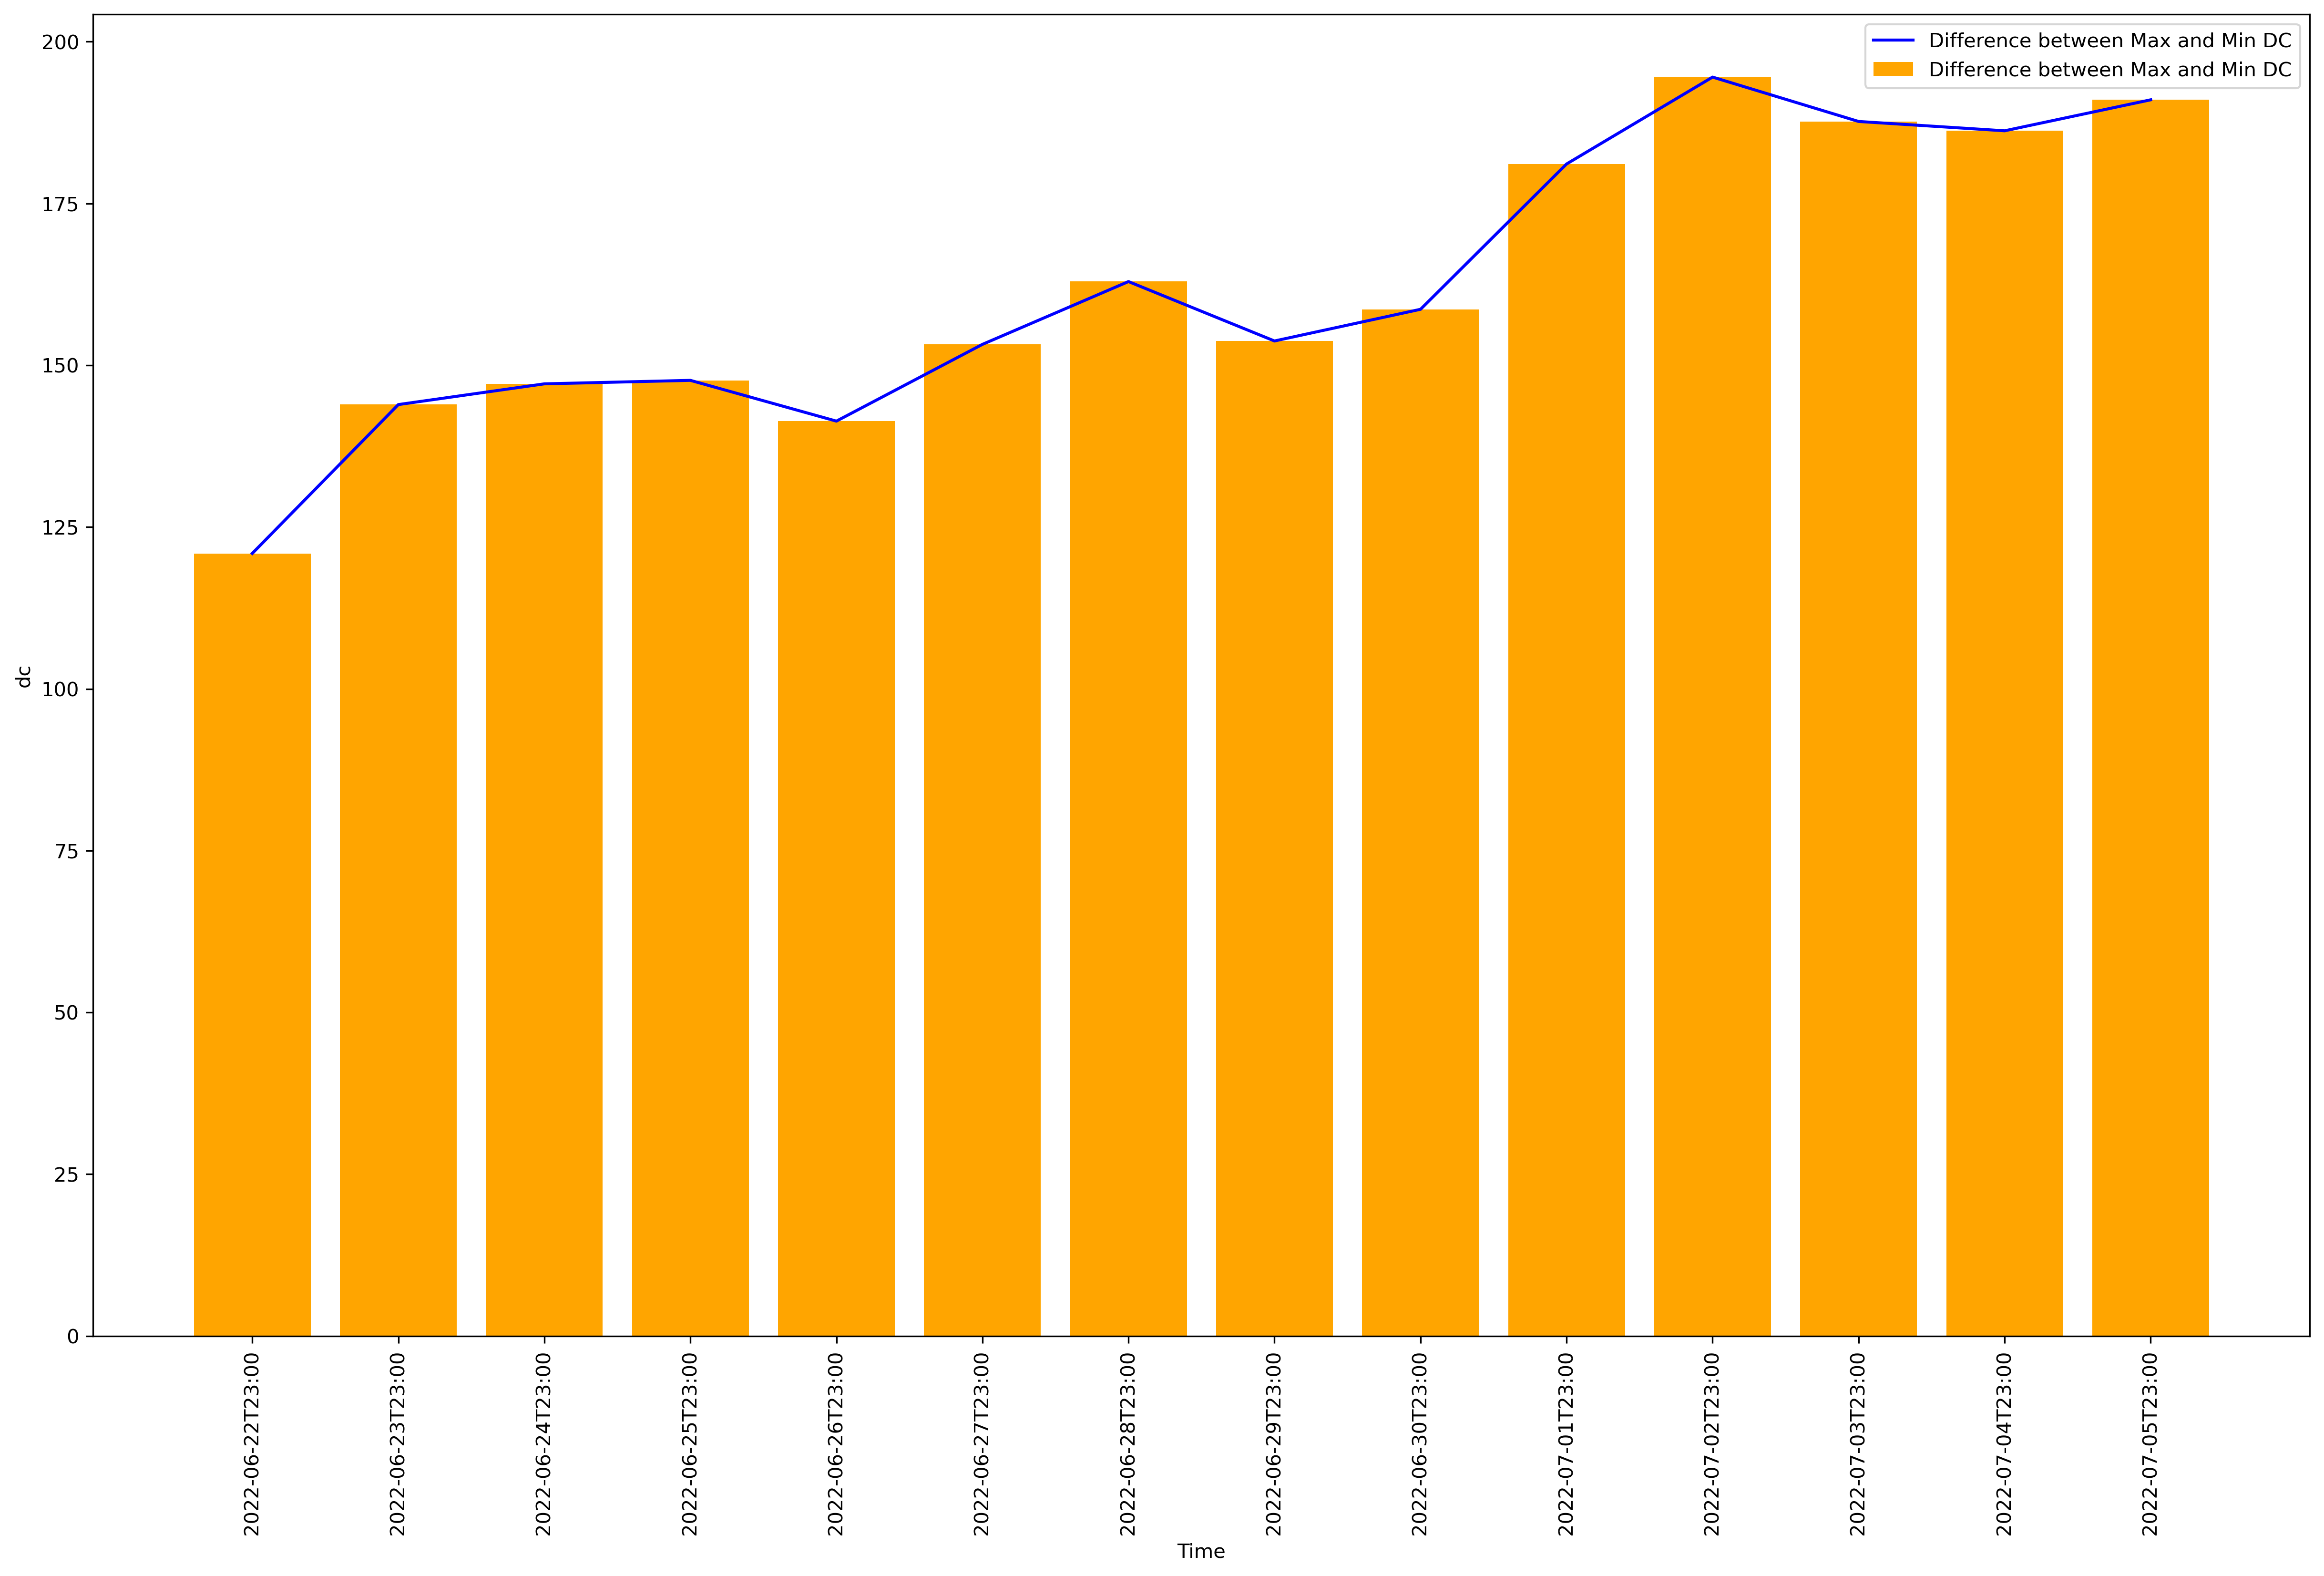 Difference between Max and Min DC
Difference between Max and Min DC
200
175
150
125
100
75
50
25
0
dc
2022-06-22T23:00
2022-06-23T23:00
2022-06-24T23:00
2022-06-25T23:00
2022-06-26T23:00
2022-06-27T23:00
2022-06-28T23:00
2022-06-29T23:00
2022-06-30T23:00
2022-07-01T23:00
2022-07-02T23:00
2022-07-03T23:00
2022-07-04T23:00
2022-07-05T23:00
Time